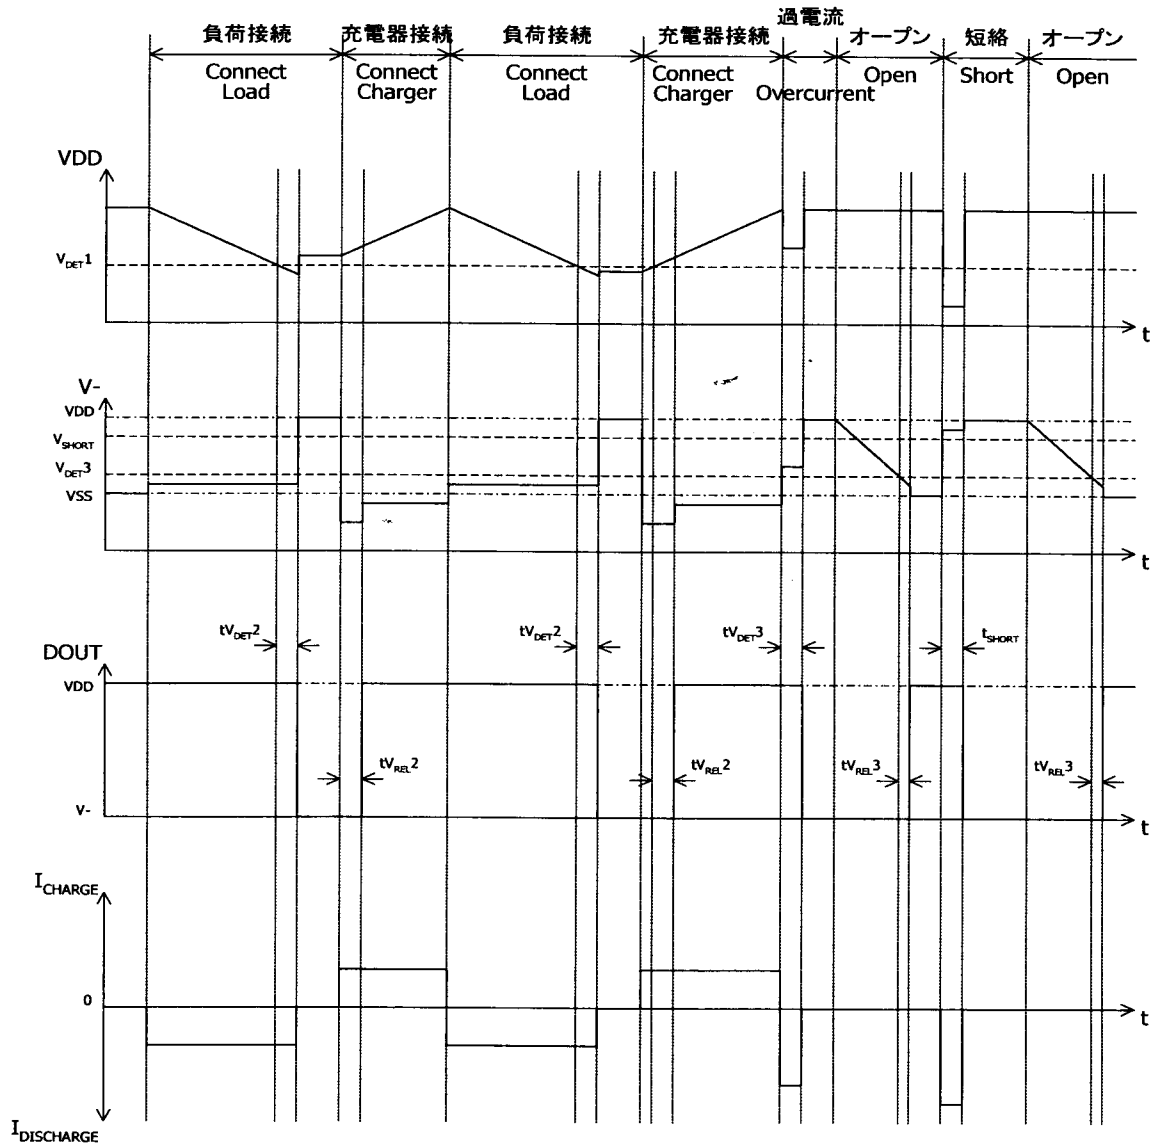 過電流
負荷接続 充電器接続 負荷接続 充電器接続 オープン 短絡 オープン
Connect Connect Connect Connect Open Short Open
Load Charger Load Charger Overcurrent
VDD
VDET1
t
V-
VDD
VSHORT
VDET3
VSS
t
tVDET2 tVDET2 tVDET3 tSHORT
DOUT
VDD
tVREL2 tVREL2 tVREL3 tVREL3
V-
t
ICHARGE
0
t
IDISCHARGE